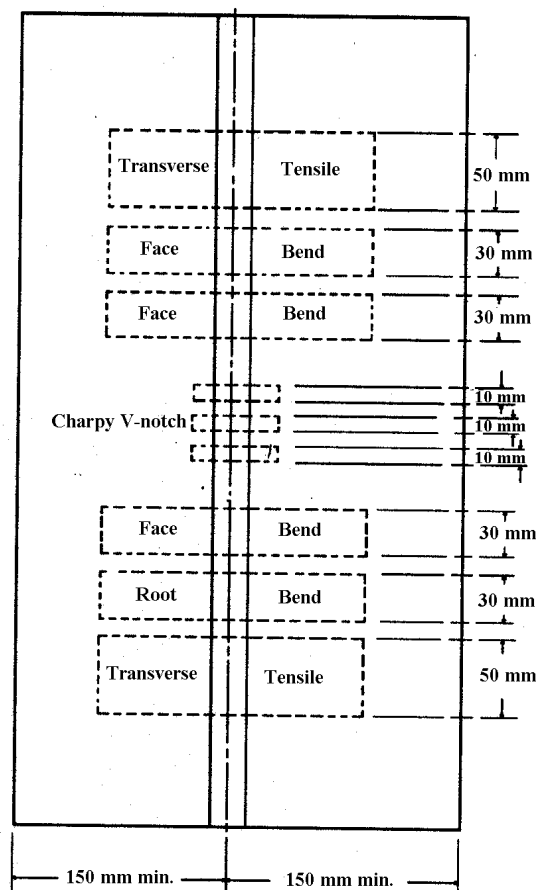 Transverse Tensile 50 mm
Face Bend 30 mm
Face Bend 30 mm
10 mm
Charpy V-notch 10 mm
10 mm
Face Bend 30 mm
Root Bend 30 mm
Transverse Tensile 50 mm
150 mm min. 150 mm min.